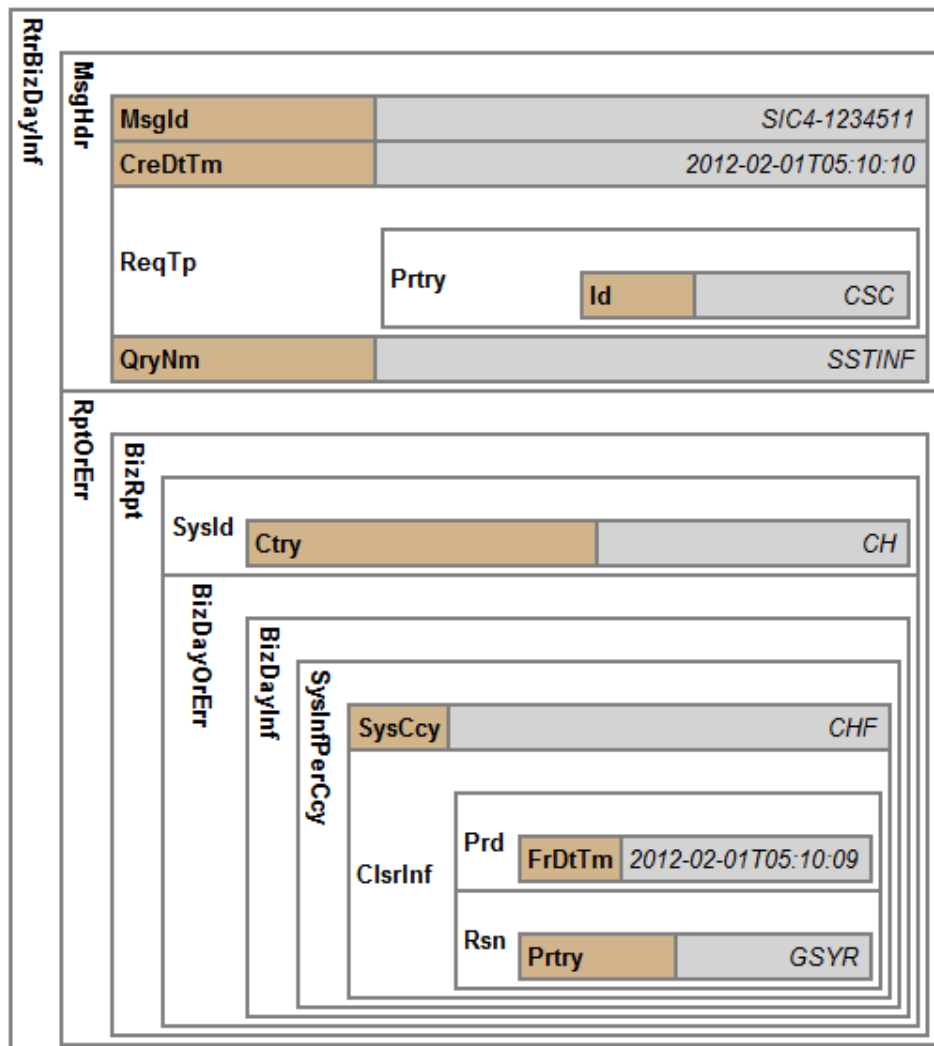 RtrBizDayInf
MsgHdr
MsgId SIC4-1234511
CreDtTm 2012-02-01T05:10:10
ReqTp
Prtry
Id CSC
QryNm SSTINF
RptOrErr
BizRpt
SysId
Ctry CH
BizDayOrErr
BizDayInf
SysInfPerCcy
SysCcy CHF
ClsrInf
Prd
FrDtTm 2012-02-01T05:10:09
Rsn
Prtry GSYR